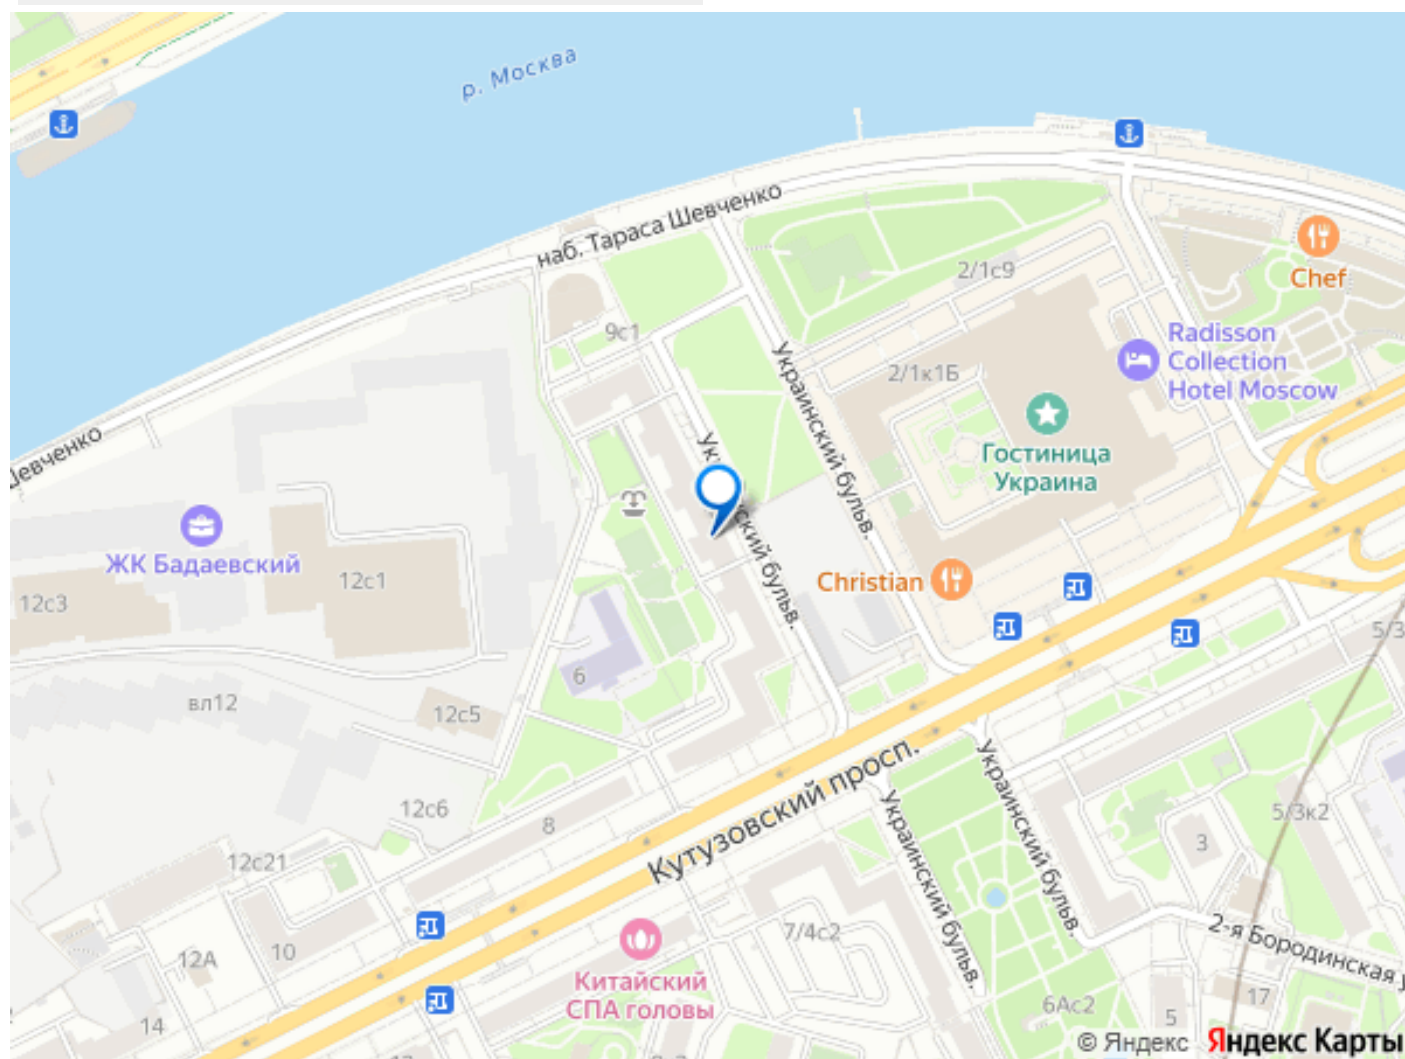 р. Москва
наб. Тараса Шевченко
2/1с9
Chef
9с1
Radisson
Collection
Hotel Moscow
2/1к1Б
Украинский бульв.
Гостиница
Украина
Шевченко
ЖК Бадаевский
12с1
12с3
Christian
6
вл12
12с5
Кутузовский просп.
5/3
12с6
8
Украинский бульв.
Украинский бульв.
5/3к2
3
12с21
7/4с2
2-я Бородинская у
12А
10
Китайский
СПА головы
6Ас2
17
5
14
© Яндекс Яндекс Карты